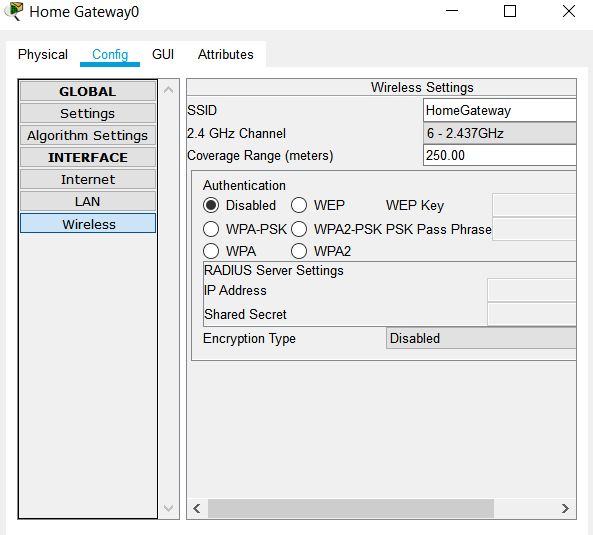 Home Gateway0
Physical Config GUI Attributes
GLOBAL
Settings
Algorithm Settings
INTERFACE
Internet
LAN
Wireless
Wireless Settings
SSID HomeGateway
2.4 GHz Channel 6 - 2.437GHz
Coverage Range (meters) 250.00
Authentication
Disabled WEP WEP Key
WPA-PSK WPA2-PSK PSK Pass Phrase
WPA WPA2
RADIUS Server Settings
IP Address
Shared Secret
Encryption Type Disabled